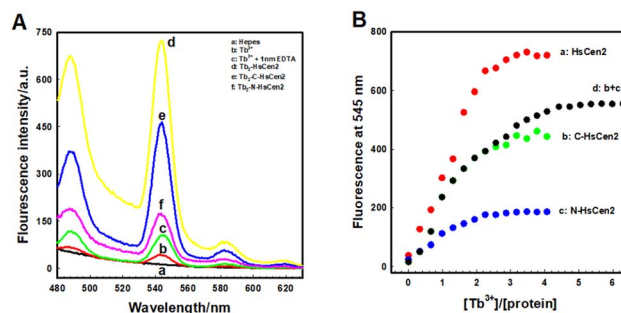 A
B
Flourescence intensity/a.u.
750
600
450
300
150
0
480 500 520 540 560 580 600 620
Wavelength/nm
a: Hepes
b: Tb³⁺
c: Tb³⁺ + 1nm EDTA
d: Tb₂-HsCen2
e: Tb₂-C-HsCen2
f: Tb₂-N-HsCen2
d
e
f
c
b
a
Fluorescence at 545 nm
800
600
400
200
0
0 1 2 3 4 5 6
[Tb³⁺]/[protein]
a: HsCen2
d: b+c
b: C-HsCen2
c: N-HsCen2